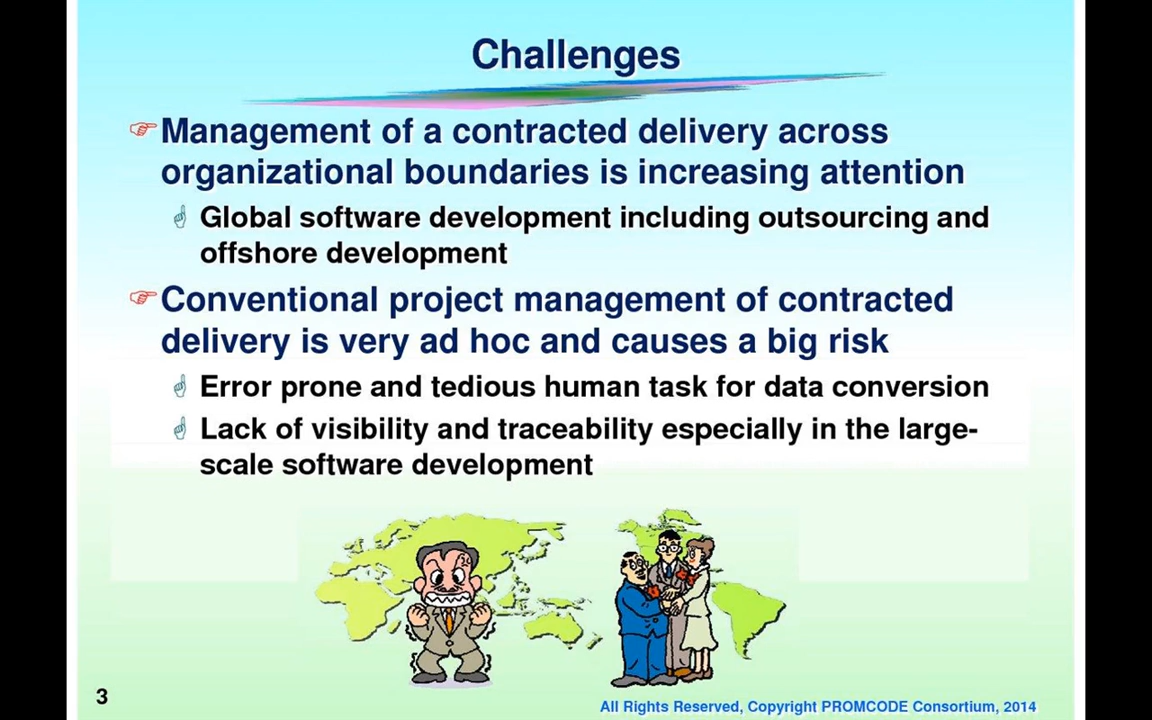 Challenges
Management of a contracted delivery across
organizational boundaries is increasing attention
Global software development including outsourcing and
offshore development
Conventional project management of contracted
delivery is very ad hoc and causes a big risk
Error prone and tedious human task for data conversion
Lack of visibility and traceability especially in the large-
scale software development
3
All Rights Reserved, Copyright PROMCODE Consortium, 2014